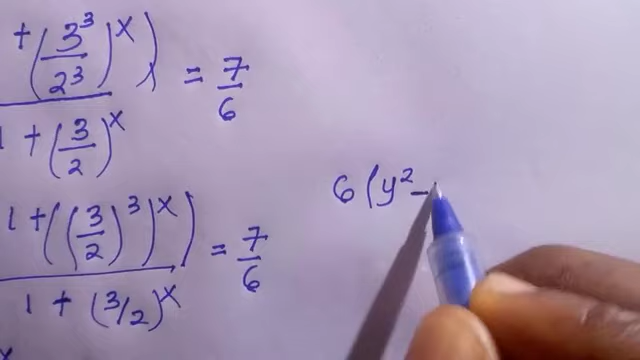 + (3³/2³)^x) = 7/6
1 + (3/2)^x
1 + ((3/2)³)^x) = 7/6
1 + (3/2)^x
6 (y² -
x